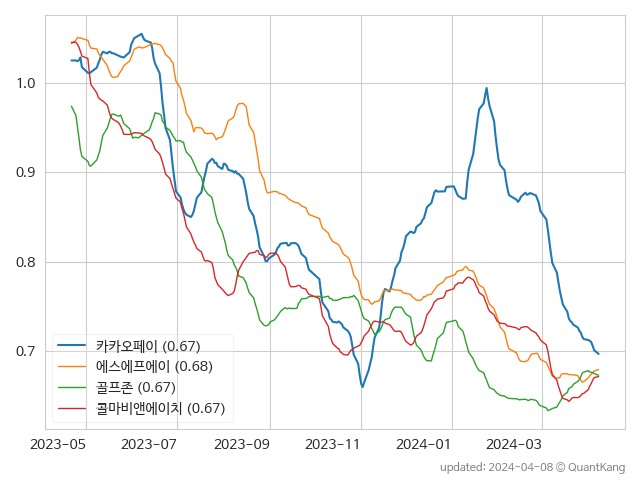 1.0
0.9
0.8
0.7
카카오페이 (0.67)
에스에프에이 (0.68)
골프존 (0.67)
콜마비앤에이치 (0.67)
2023-05 2023-07 2023-09 2023-11 2024-01 2024-03
updated: 2024-04-08 © QuantKang